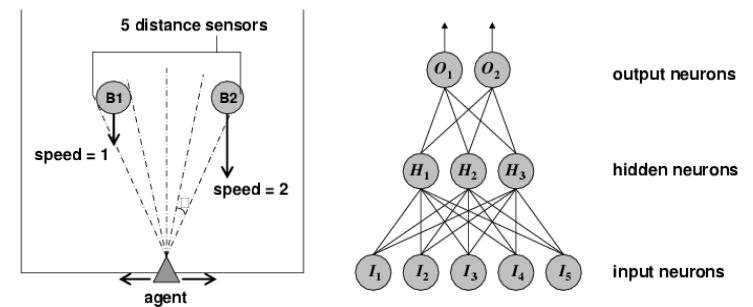 5 distance sensors
B1
B2
speed = 1
speed = 2
agent
O1
O2
output neurons
H1
H2
H3
hidden neurons
I1
I2
I3
I4
I5
input neurons